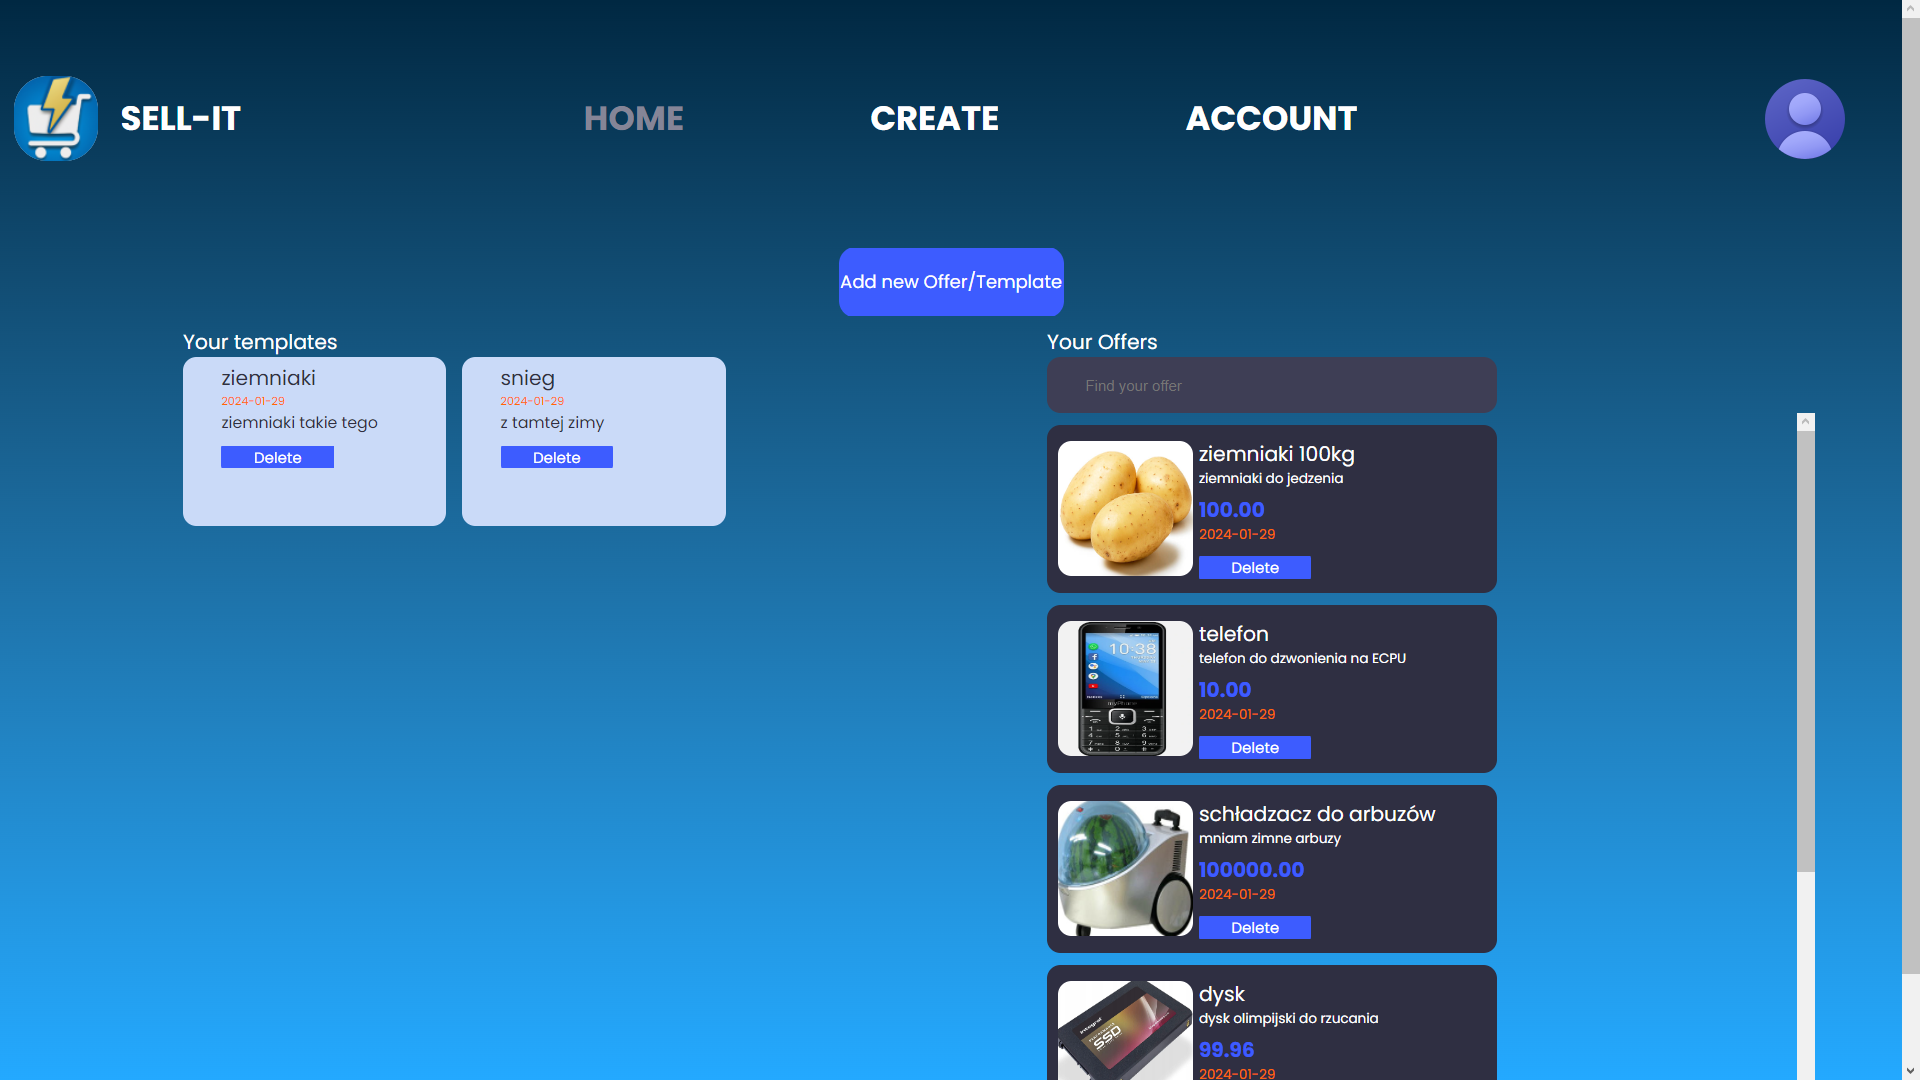 SELL-IT
HOME
CREATE
ACCOUNT
Add new Offer/Template
Your templates
ziemniaki
2024-01-29
ziemniaki takie tego
Delete
snieg
2024-01-29
z tamtej zimy
Delete
Your Offers
Find your offer
ziemniaki 100kg
ziemniaki do jedzenia
100.00
2024-01-29
Delete
10:38
myPhone
telefon
telefon do dzwonienia na ECPU
10.00
2024-01-29
Delete
schładzacz do arbuzów
mniam zimne arbuzy
100000.00
2024-01-29
Delete
integral
SSD
dysk
dysk olimpijski do rzucania
99.96
2024-01-29